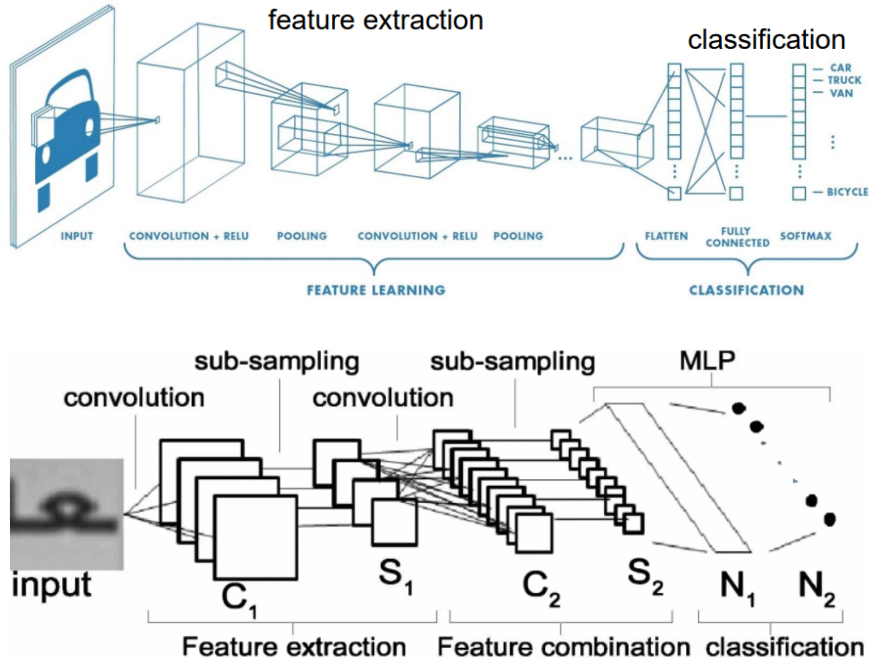 feature extraction
classification
CAR
TRUCK
VAN
BICYCLE
INPUT CONVOLUTION + RELU POOLING CONVOLUTION + RELU POOLING FLATTEN FULLY CONNECTED SOFTMAX
FEATURE LEARNING CLASSIFICATION
sub-sampling sub-sampling MLP
convolution convolution
input C1 S1 C2 S2 N1 N2
Feature extraction Feature combination classification